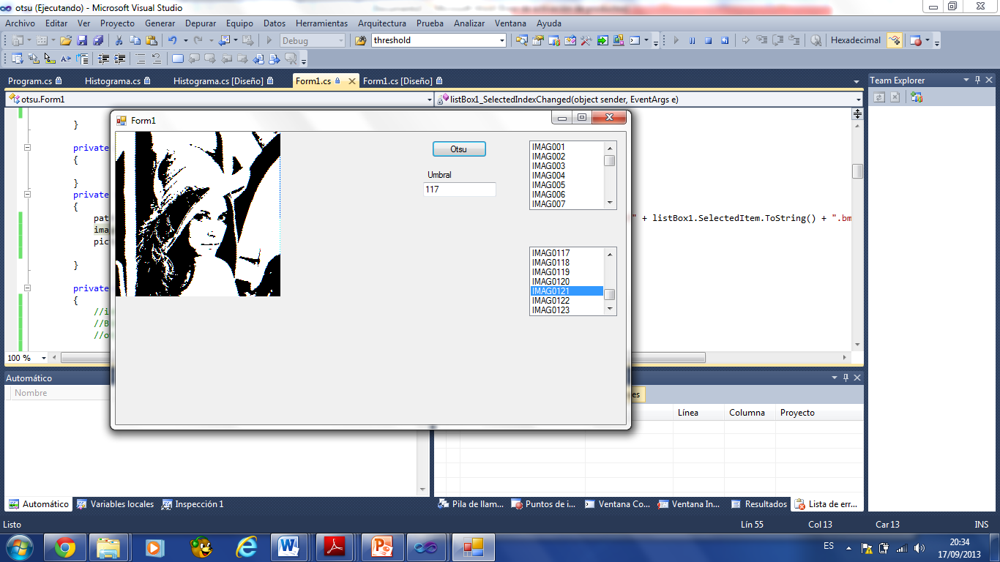 otsu (Ejecutando) - Microsoft Visual Studio
Archivo Editar Ver Proyecto Generar Depurar Equipo Datos Herramientas Arquitectura Prueba Analizar Ventana Ayuda
Debug threshold Hexadecimal
Program.cs Histograma.cs Histograma.cs [Diseño] Form1.cs Form1.cs [Diseño]
Team Explorer
otsu.Form1 listBox1_SelectedIndexChanged(object sender, EventArgs e)
}
private
{
}
private
{
pat " + listBox1.SelectedItem.ToString() + ".bm
ima
pic
}
private
{
//i
//B
//o
100 %
Form1
Otsu
Umbral
117
IMAG001
IMAG002
IMAG003
IMAG004
IMAG005
IMAG006
IMAG007
IMAG0117
IMAG0118
IMAG0119
IMAG0120
IMAG0121
IMAG0122
IMAG0123
Automático
Nombre
es
Línea Columna Proyecto
Automático Variables locales Inspección 1
Pila de llam... Puntos de i... Ventana Co... Ventana In... Resultados Lista de err...
Listo Lín 55 Col 13 Car 13 INS
ES
20:34
17/09/2013